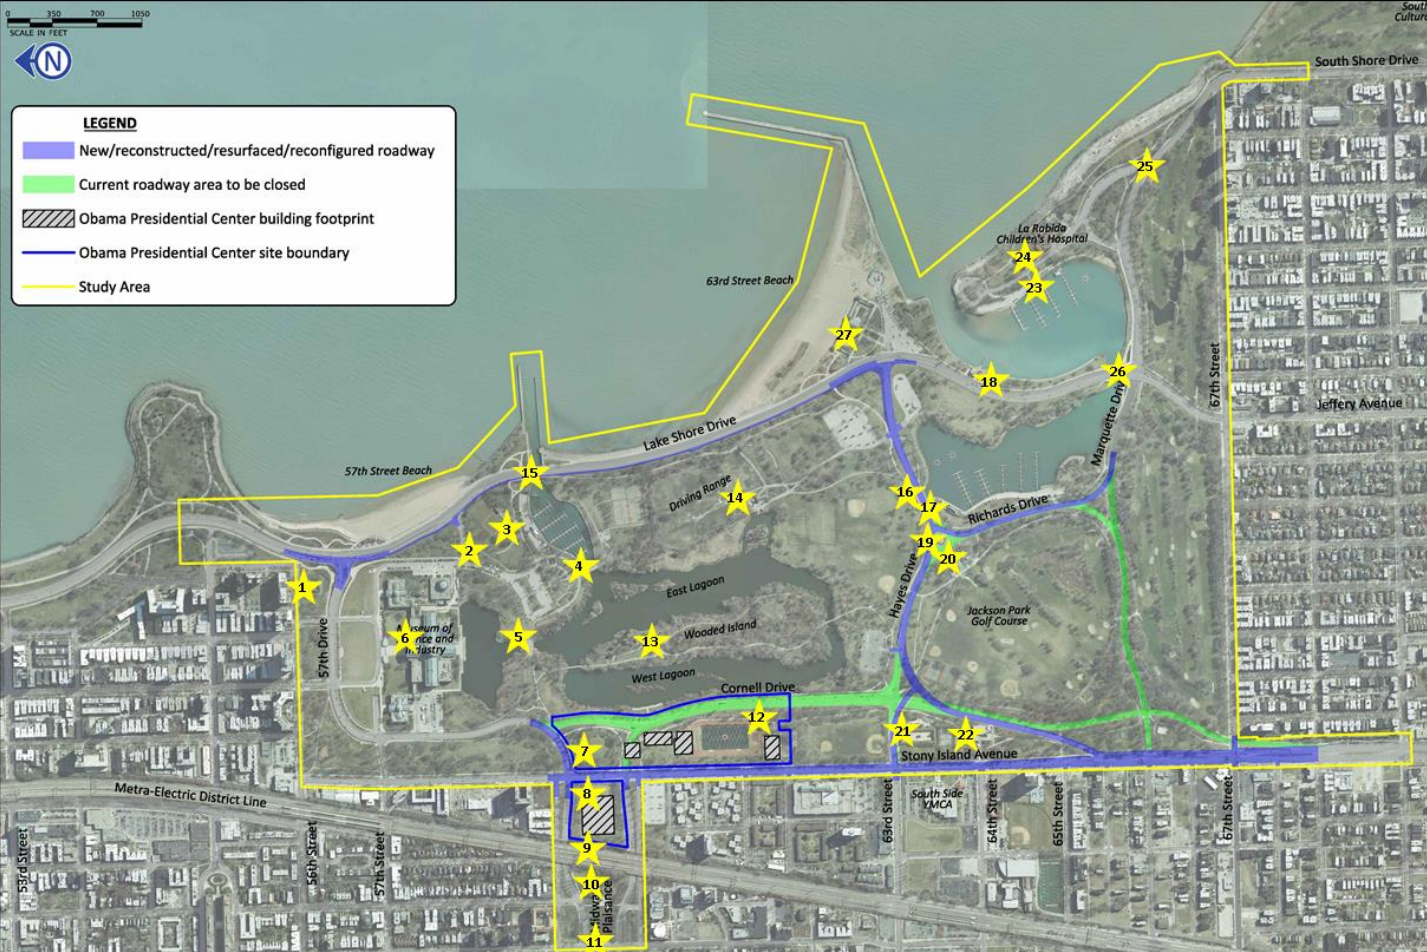 0 350 700 1050
SCALE IN FEET
N
LEGEND
New/reconstructed/resurfaced/reconfigured roadway
Current roadway area to be closed
Obama Presidential Center building footprint
Obama Presidential Center site boundary
Study Area
South Shore Drive
25
La Rabida
Children's Hospital
24
23
63rd Street Beach
27
18
26
67th Street
Jeffery Avenue
Marquette Driv
Lake Shore Drive
57th Street Beach
15
Driving Range
14
16
17
Richards Drive
3
2
19
20
4
1
East Lagoon
Hayes Drive
Jackson Park
Golf Course
57th Drive
6
useum of
nce and
ndustry
5
13
Wooded Island
West Lagoon
Cornell Drive
12
21
22
7
Stony Island Avenue
Metra-Electric District Line
8
South Side
YMCA
53rd Street
56th Street
57th Street
63rd Street
64th Street
65th Street
67th Street
9
10
Plaisance
11